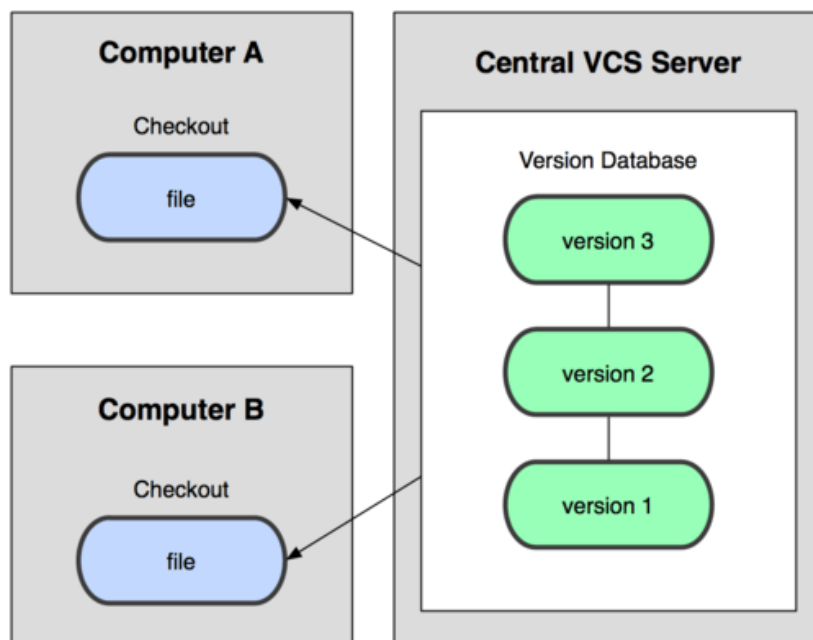 Computer A
Checkout
file
Computer B
Checkout
file
Central VCS Server
Version Database
version 3
version 2
version 1